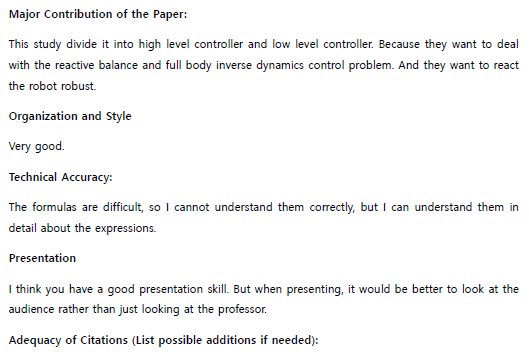 Major Contribution of the Paper:
This study divide it into high level controller and low level controller. Because they want to deal
with the reactive balance and full body inverse dynamics control problem. And they want to react
the robot robust.
Organization and Style
Very good.
Technical Accuracy:
The formulas are difficult, so I cannot understand them correctly, but I can understand them in
detail about the expressions.
Presentation
I think you have a good presentation skill. But when presenting, it would be better to look at the
audience rather than just looking at the professor.
Adequacy of Citations (List possible additions if needed):